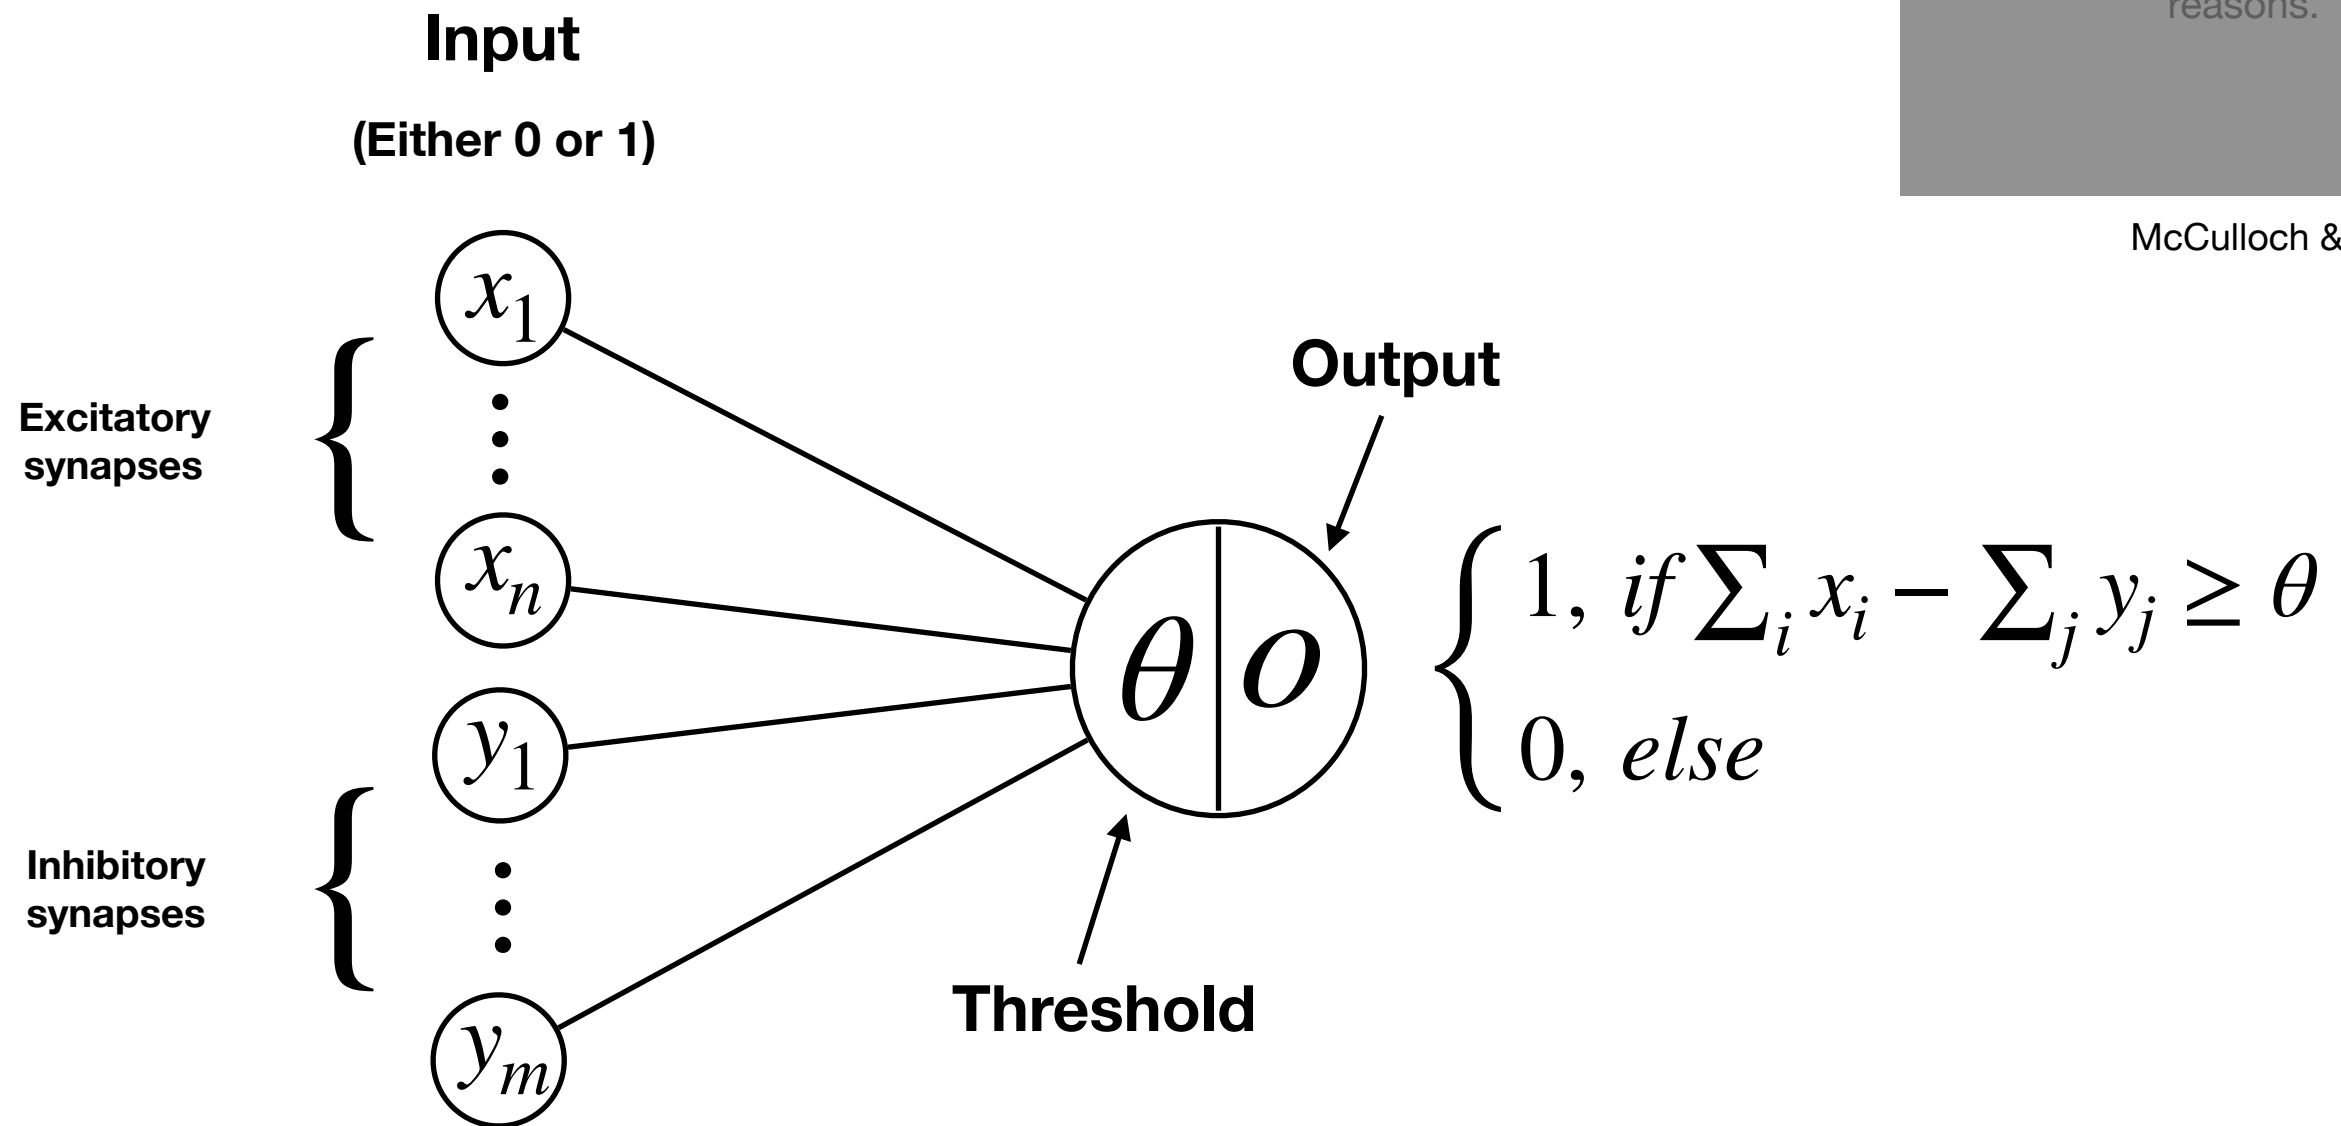 reasons.
Input
(Either 0 or 1)
McCulloch &
x₁
Output
Excitatory
synapses
xₙ
1, if ∑ᵢ xᵢ − ∑ⱼ yⱼ ≥ θ
θ | o
0, else
y₁
Inhibitory
synapses
Threshold
yₘ